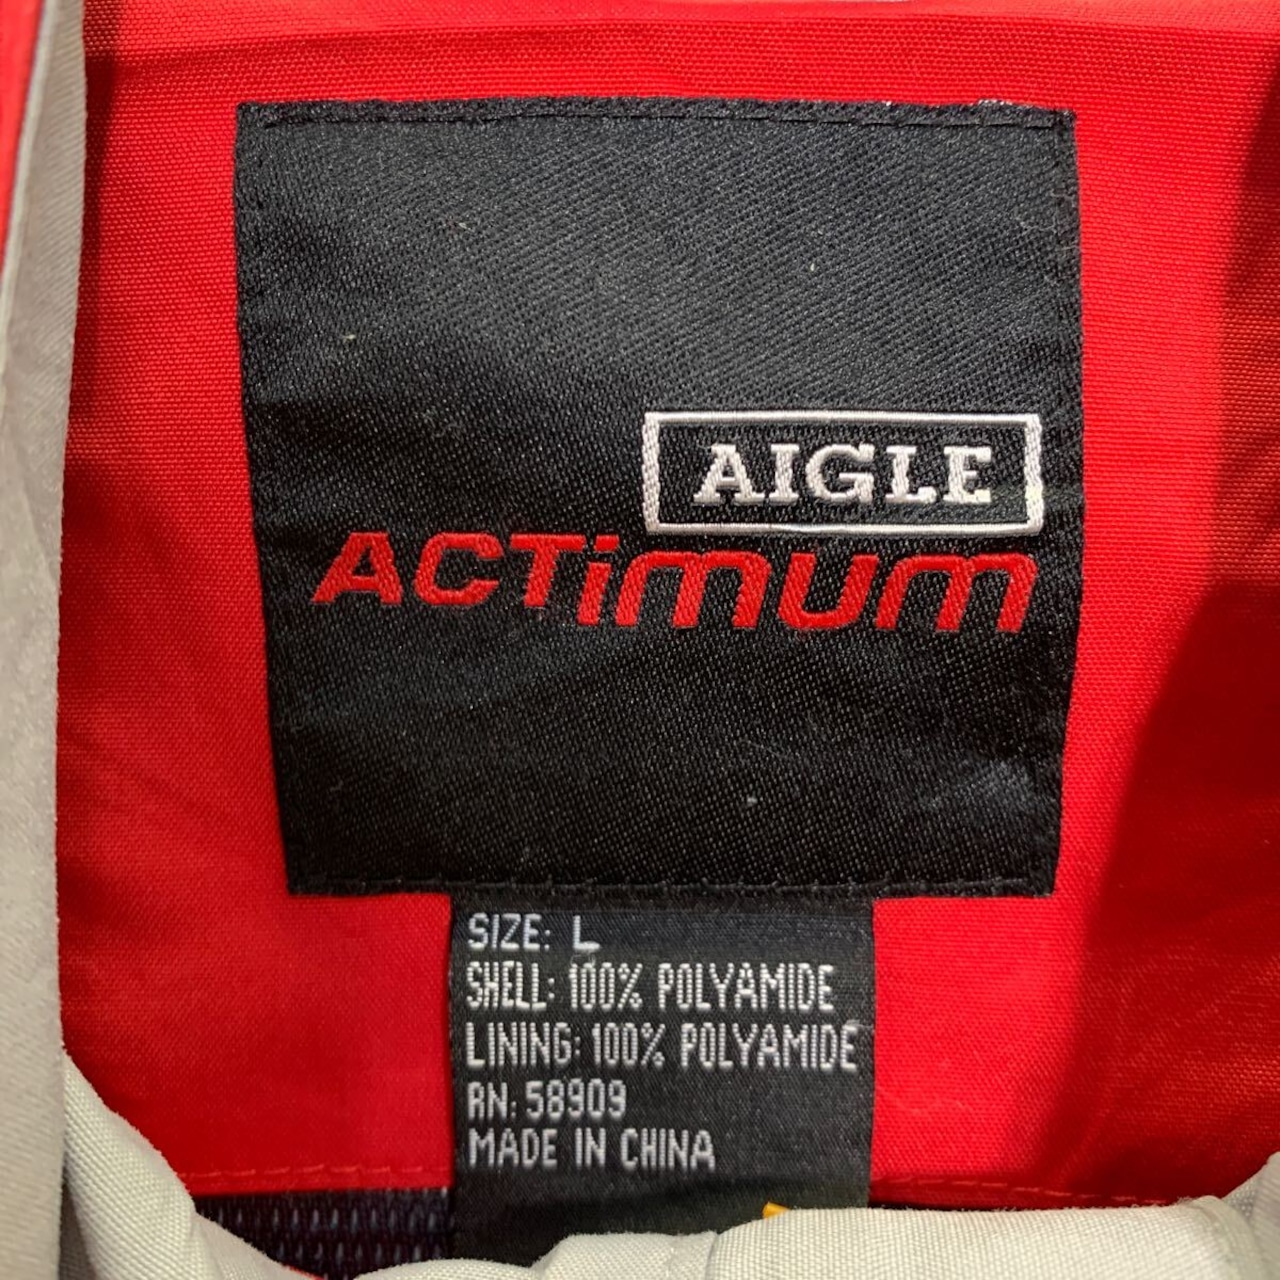 AIGLE
ACTimum
SIZE: L
SHELL: 100% POLYAMIDE
LINING: 100% POLYAMIDE
RN: 58909
MADE IN CHINA